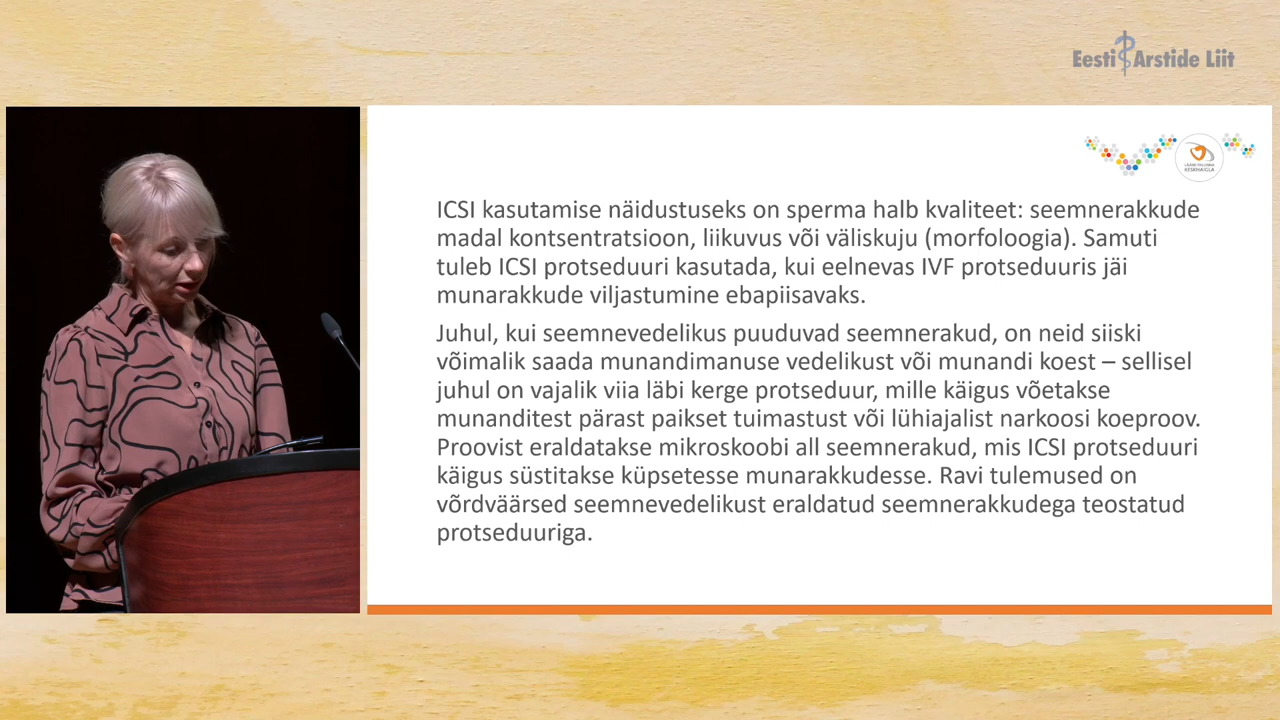 Eesti Arstide Liit
LÄÄNE-TALLINNA
KESKHAIGLA
ICSI kasutamise näidustuseks on sperma halb kvaliteet: seemnerakkude
madal kontsentratsioon, liikuvus või väliskuju (morfoloogia). Samuti
tuleb ICSI protseduuri kasutada, kui eelnevas IVF protseduuris jäi
munarakkude viljastumine ebapiisavaks.
Juhul, kui seemnevedelikus puuduvad seemnerakud, on neid siiski
võimalik saada munandimanuse vedelikust või munandi koest – sellisel
juhul on vajalik viia läbi kerge protseduur, mille käigus võetakse
munanditest pärast paikset tuimastust või lühiajalist narkoosi koeproov.
Proovist eraldatakse mikroskoobi all seemnerakud, mis ICSI protseduuri
käigus süstitakse küpsetesse munarakkudesse. Ravi tulemused on
võrdväärsed seemnevedelikust eraldatud seemnerakkudega teostatud
protseduuriga.